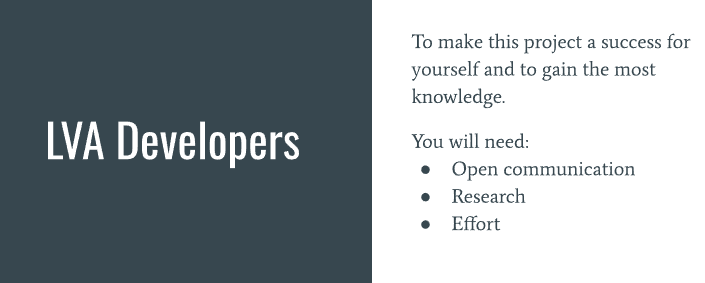 LVA Developers
To make this project a success for
yourself and to gain the most
knowledge.
You will need:
● Open communication
● Research
● Effort